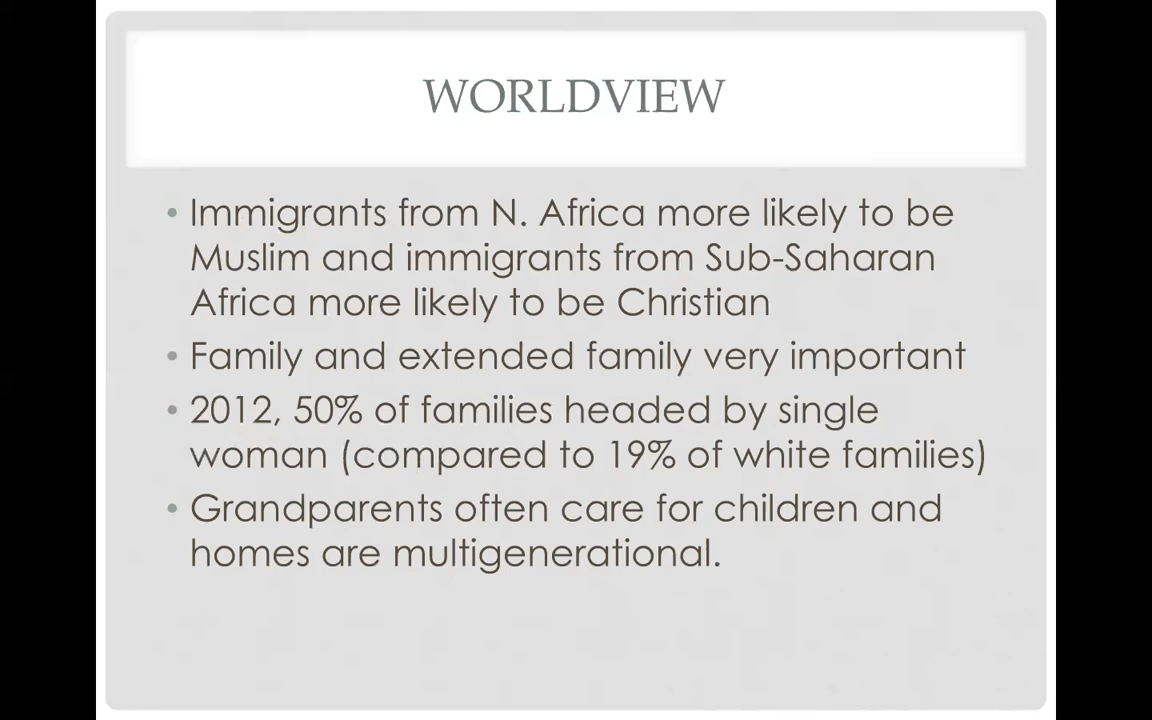 WORLDVIEW
• Immigrants from N. Africa more likely to be
Muslim and immigrants from Sub-Saharan
Africa more likely to be Christian
• Family and extended family very important
• 2012, 50% of families headed by single
woman (compared to 19% of white families)
• Grandparents often care for children and
homes are multigenerational.